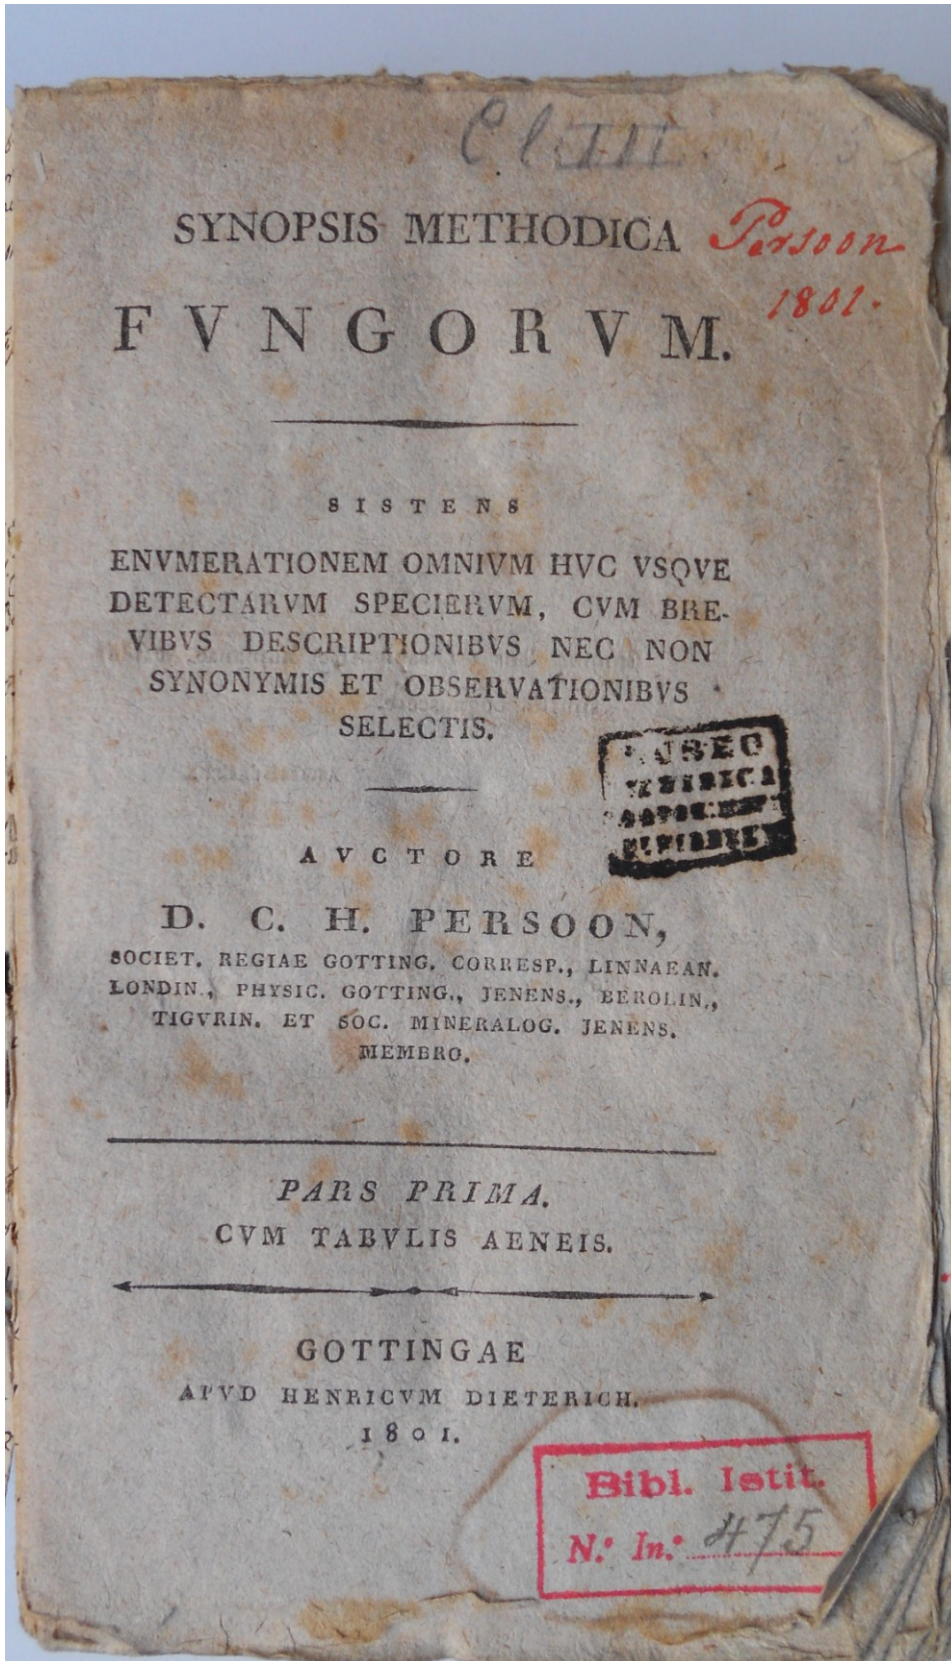 Cl. III.
SYNOPSIS METHODICA
Persoon
1801.
FVNGORVM.
SISTENS
ENVMERATIONEM OMNIVM HVC VSQVE
DETECTARVM SPECIERVM, CVM BRE-
VIBVS DESCRIPTIONIBVS NEC NON
SYNONYMIS ET OBSERVATIONIBVS
SELECTIS.
AVCTORE
D. C. H. PERSOON,
SOCIET. REGIAE GOTTING. CORRESP., LINNAEAN.
LONDIN., PHYSIC. GOTTING., JENENS., BEROLIN.,
TIGVRIN. ET SOC. MINERALOG. JENENS.
MEMBRO.
PARS PRIMA.
CVM TABVLIS AENEIS.
GOTTINGAE
APVD HENRICVM DIETERICH.
1801.
Bibl. Istit.
N.º In.º 475